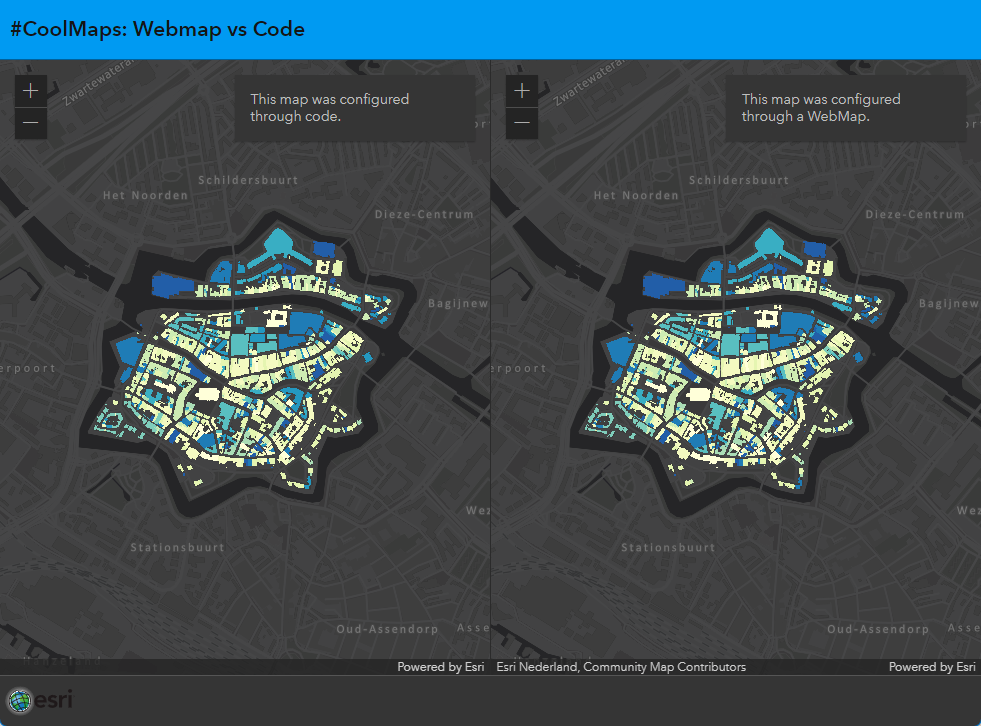 #CoolMaps: Webmap vs Code
+
Zwartewatera
This map was configured
through code.
Schildersbuurt
Het Noorden
Dieze-Centrum
Bagijnew
erpoort
Wez
Stationsbuurt
Oud-Assendorp
Asse
Powered by Esri
+
Zwartewatera
This map was configured
through a WebMap.
Schildersbuurt
Het Noorden
Dieze-Centrum
Bagijnew
erpoort
Wez
Stationsbuurt
Oud-Assendorp
Asse
Esri Nederland, Community Map Contributors
Powered by Esri
esri